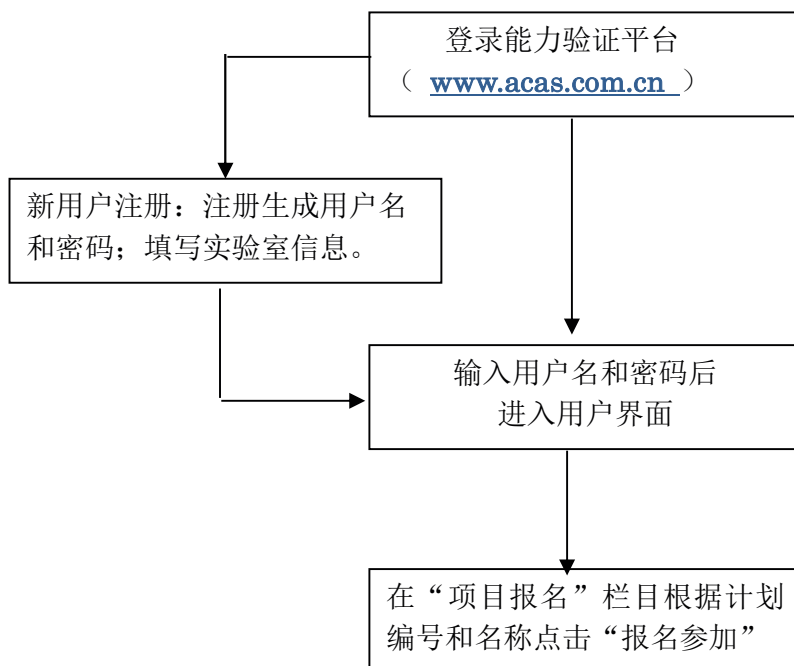 登录能力验证平台
（ www.acas.com.cn ）
新用户注册：注册生成用户名
和密码；填写实验室信息。
输入用户名和密码后
进入用户界面
在“项目报名”栏目根据计划
编号和名称点击“报名参加”